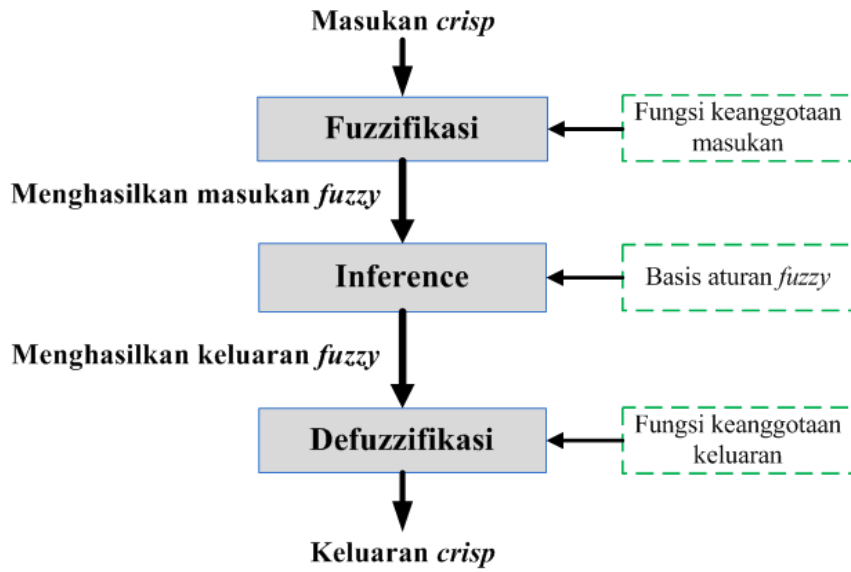 Masukan crisp
Fuzzifikasi
Fungsi keanggotaan
masukan
Menghasilkan masukan fuzzy
Inference
Basis aturan fuzzy
Menghasilkan keluaran fuzzy
Defuzzifikasi
Fungsi keanggotaan
keluaran
Keluaran crisp